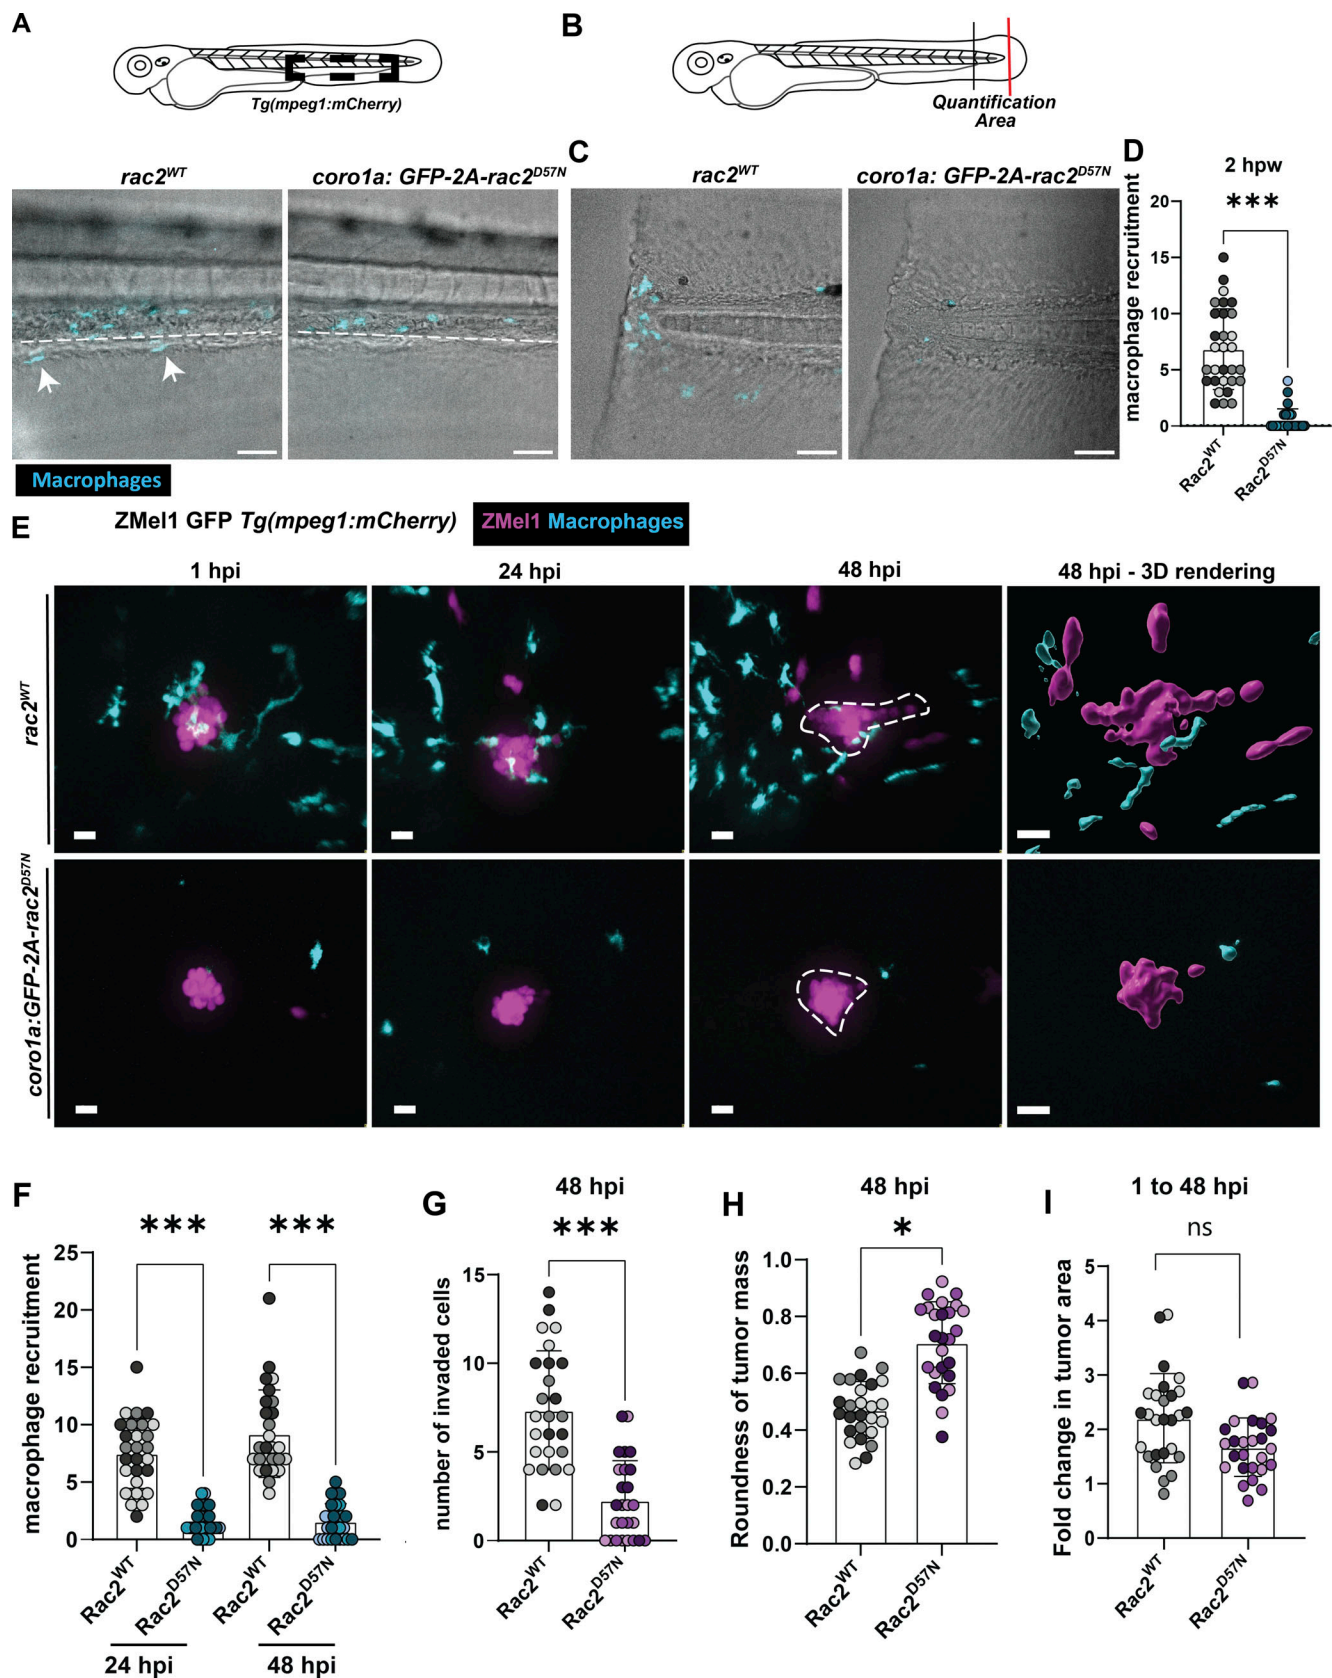 A
Tg(mpeg1:mCherry)
B
Quantification
Area
rac2WT
coro1a: GFP-2A-rac2D57N
Macrophages
C
rac2WT
coro1a: GFP-2A-rac2D57N
D
2 hpw
***
macrophage recruitment
20
15
10
5
0
Rac2WT
Rac2D57N
E
ZMel1 GFP Tg(mpeg1:mCherry)
ZMel1 Macrophages
1 hpi
24 hpi
48 hpi
48 hpi - 3D rendering
rac2WT
coro1a:GFP-2A-rac2D57N
F
***
***
macrophage recruitment
25
20
15
10
5
0
Rac2WT
Rac2D57N
Rac2WT
Rac2D57N
24 hpi
48 hpi
G
48 hpi
***
number of invaded cells
15
10
5
0
Rac2WT
Rac2D57N
H
48 hpi
*
Roundness of tumor mass
1.0
0.8
0.6
0.4
0.2
0.0
Rac2WT
Rac2D57N
I
1 to 48 hpi
ns
Fold change in tumor area
5
4
3
2
1
0
Rac2WT
Rac2D57N